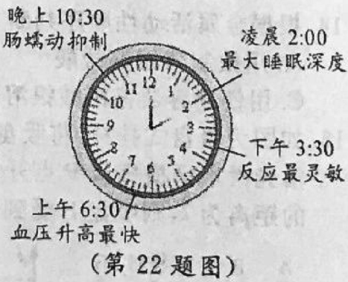 晚上10:30
肠蠕动抑制
凌晨2:00
最大睡眠深度
12
11
1
10
2
9
3
8
4
7
5
6
下午3:30
反应最灵敏
上午6:30
血压升高最快
(第22题图)